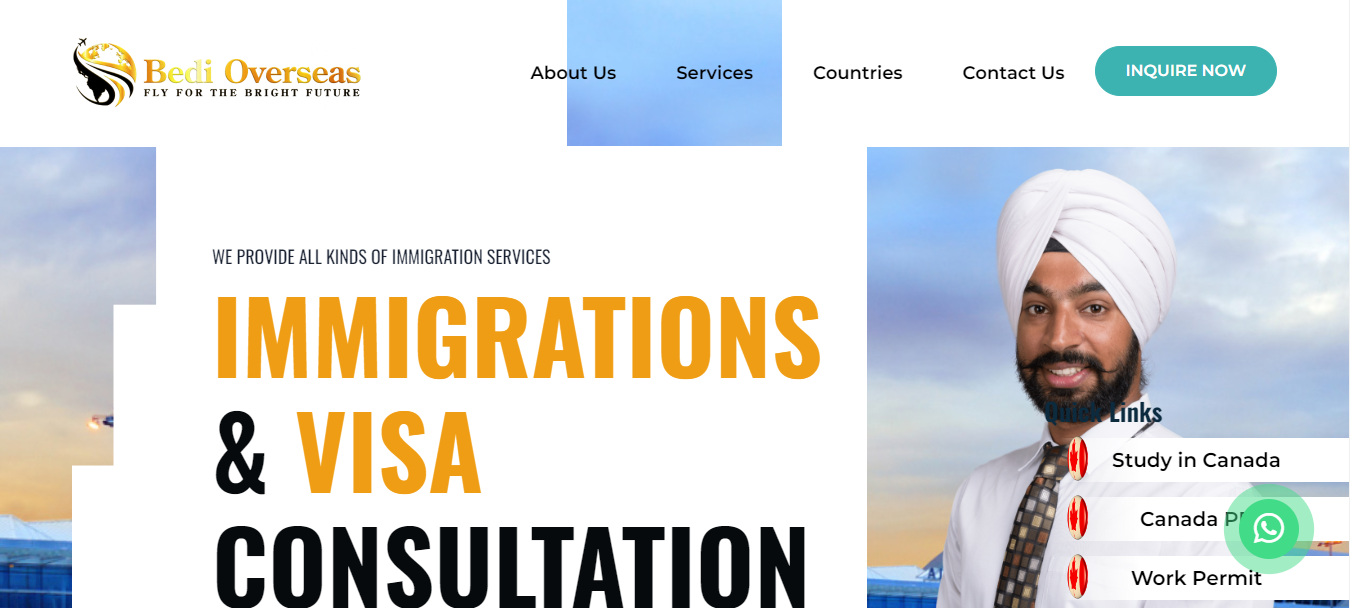 Bedi Overseas
FLY FOR THE BRIGHT FUTURE
About Us
Services
Countries
Contact Us
INQUIRE NOW
WE PROVIDE ALL KINDS OF IMMIGRATION SERVICES
IMMIGRATIONS
& VISA
CONSULTATION
Quick Links
Study in Canada
Canada PR
Work Permit